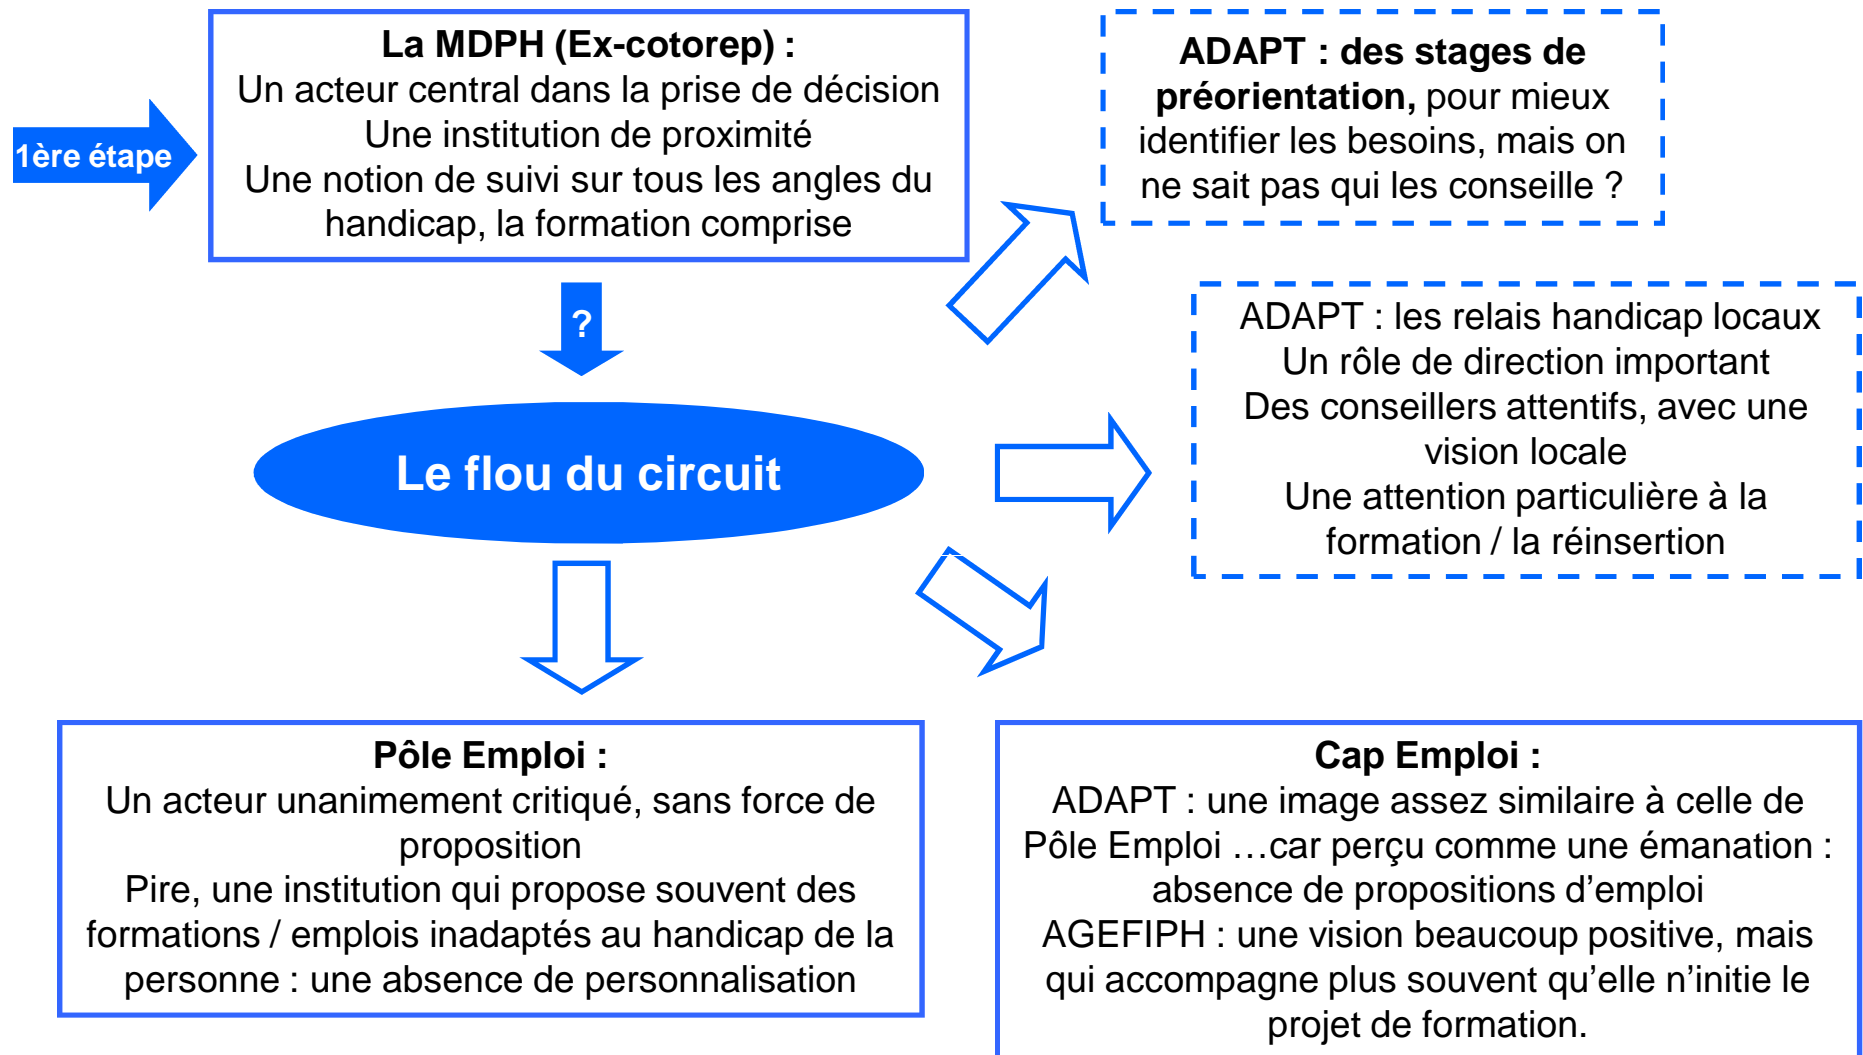 1ère étape
La MDPH (Ex-cotorep) :
Un acteur central dans la prise de décision
Une institution de proximité
Une notion de suivi sur tous les angles du
handicap, la formation comprise
ADAPT : des stages de
préorientation, pour mieux
identifier les besoins, mais on
ne sait pas qui les conseille ?
?
Le flou du circuit
ADAPT : les relais handicap locaux
Un rôle de direction important
Des conseillers attentifs, avec une
vision locale
Une attention particulière à la
formation / la réinsertion
Pôle Emploi :
Un acteur unanimement critiqué, sans force de
proposition
Pire, une institution qui propose souvent des
formations / emplois inadaptés au handicap de la
personne : une absence de personnalisation
Cap Emploi :
ADAPT : une image assez similaire à celle de
Pôle Emploi …car perçu comme une émanation :
absence de propositions d’emploi
AGEFIPH : une vision beaucoup positive, mais
qui accompagne plus souvent qu’elle n’initie le
projet de formation.